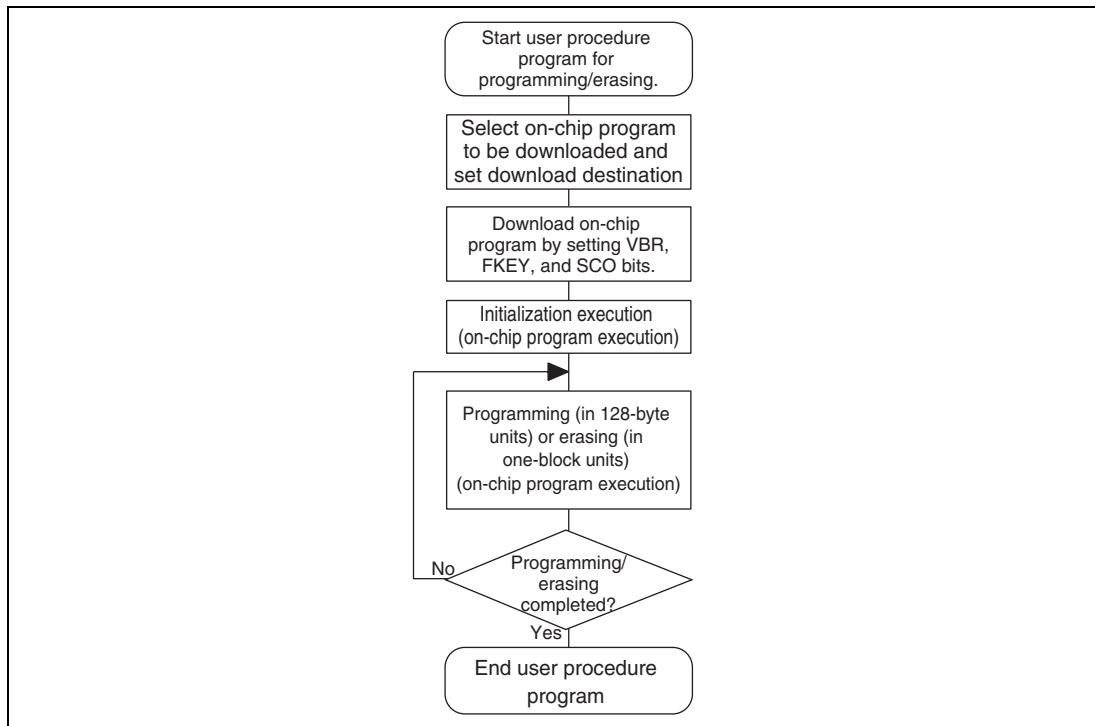 Start user procedure
program for
programming/erasing.
Select on-chip program
to be downloaded and
set download destination
Download on-chip
program by setting VBR,
FKEY, and SCO bits.
Initialization execution
(on-chip program execution)
Programming (in 128-byte
units) or erasing (in
one-block units)
(on-chip program execution)
No
Programming/
erasing
completed?
Yes
End user procedure
program